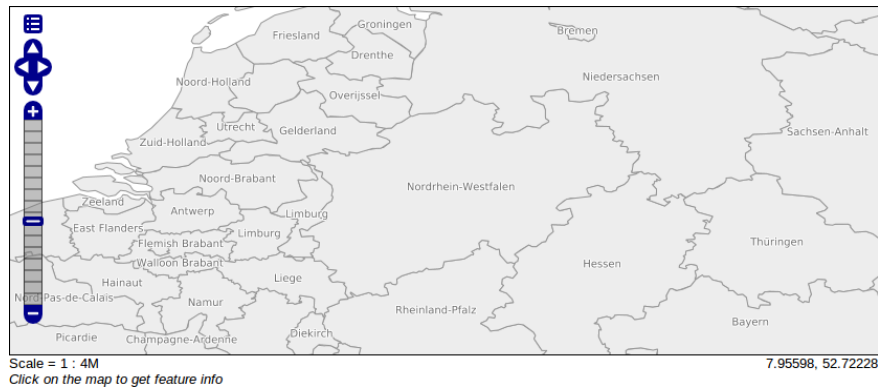 Groningen
Friesland
Bremen
Drenthe
Niedersachsen
Noord-Holland
Overijssel
Utrecht
Gelderland
Sachsen-Anhalt
Zuid-Holland
Noord-Brabant
Nordrhein-Westfalen
Zeeland
Antwerp
Limburg
East Flanders
Limburg
Flemish Brabant
Thüringen
Walloon Brabant
Hessen
Hainaut
Liege
Nord-Pas-de-Calais
Namur
Rheinland-Pfalz
Bayern
Diekirch
Picardie
Champagne-Ardenne
Scale = 1 : 4M
7.95598, 52.72228
Click on the map to get feature info